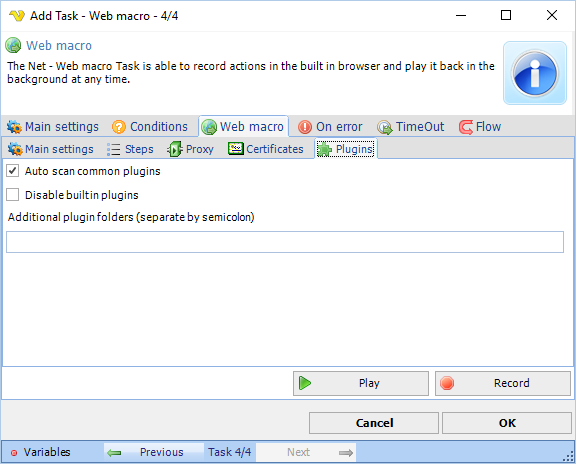 Add Task - Web macro - 4/4
Web macro
The Net - Web macro Task is able to record actions in the built in browser and play it back in the
background at any time.
Main settings Conditions Web macro On error TimeOut Flow
Main settings Steps Proxy Certificates Plugins
Auto scan common plugins
Disable builtin plugins
Additional plugin folders (separate by semicolon)
Play Record
Cancel OK
Variables Previous Task 4/4 Next